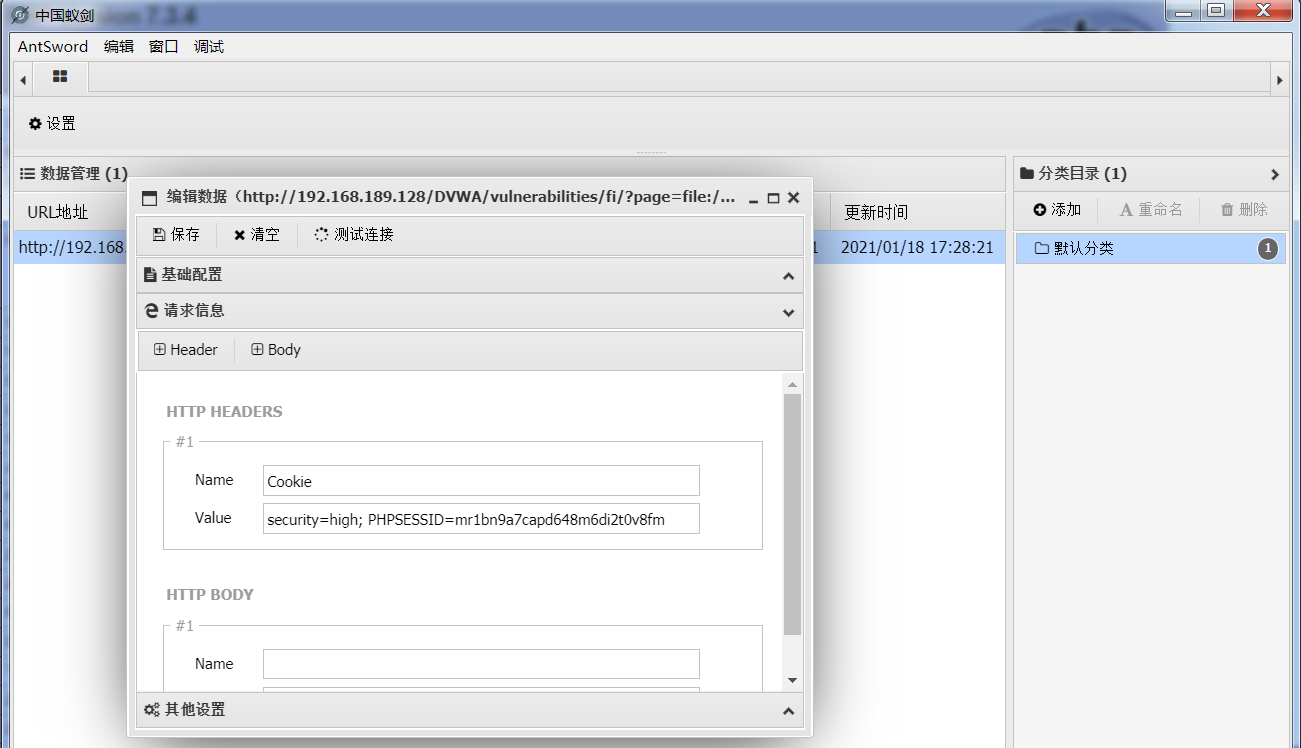 中国蚁剑
sion 7.3.4
AntSword 编辑 窗口 调试
设置
数据管理 (1)
分类目录 (1)
编辑数据（http://192.168.189.128/DVWA/vulnerabilities/fi/?page=file:/...
URL地址
更新时间
添加 重命名 删除
保存 清空 测试连接
http://192.168.
1 2021/01/18 17:28:21
默认分类 1
基础配置
请求信息
Header Body
HTTP HEADERS
#1
Name Cookie
Value security=high; PHPSESSID=mr1bn9a7capd648m6di2t0v8fm
HTTP BODY
#1
Name
其他设置